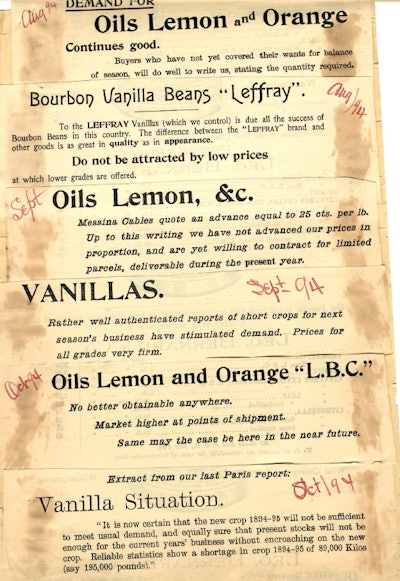 DEMAND FOR
Aug 94
Oils Lemon and Orange
Continues good.
Buyers who have not yet covered their wants for balance
of season, will do well to write us, stating the quantity required.
Bourbon Vanilla Beans "Leffray".
Aug/94
To the LEFFRAY Vanillas (which we control) is due all the success of
Bourbon Beans in this country. The difference between the "LEFFRAY" brand and
other goods is as great in quality as in appearance.
Do not be attracted by low prices
at which lower grades are offered.
Sept
Oils Lemon, &c.
Messina Cables quote an advance equal to 25 cts. per lb.
Up to this writing we have not advanced our prices in
proportion, and are yet willing to contract for limited
parcels, deliverable during the present year.
VANILLAS.
Sept 94
Rather well authenticated reports of short crops for next
season's business have stimulated demand. Prices for
all grades very firm.
Oct 94
Oils Lemon and Orange "L.B.C."
No better obtainable anywhere.
Market higher at points of shipment.
Same may the case be here in the near future.
Extract from our last Paris report:
Oct/94
Vanilla Situation.
"It is now certain that the new crop 1894-95 will not be sufficient
to meet usual demand, and equally sure that present stocks will not be
enough for the current years' business without encroaching on the new
crop. Reliable statistics show a shortage in crop 1894-95 of 89,000 Kilos
(say 195,000 pounds)."